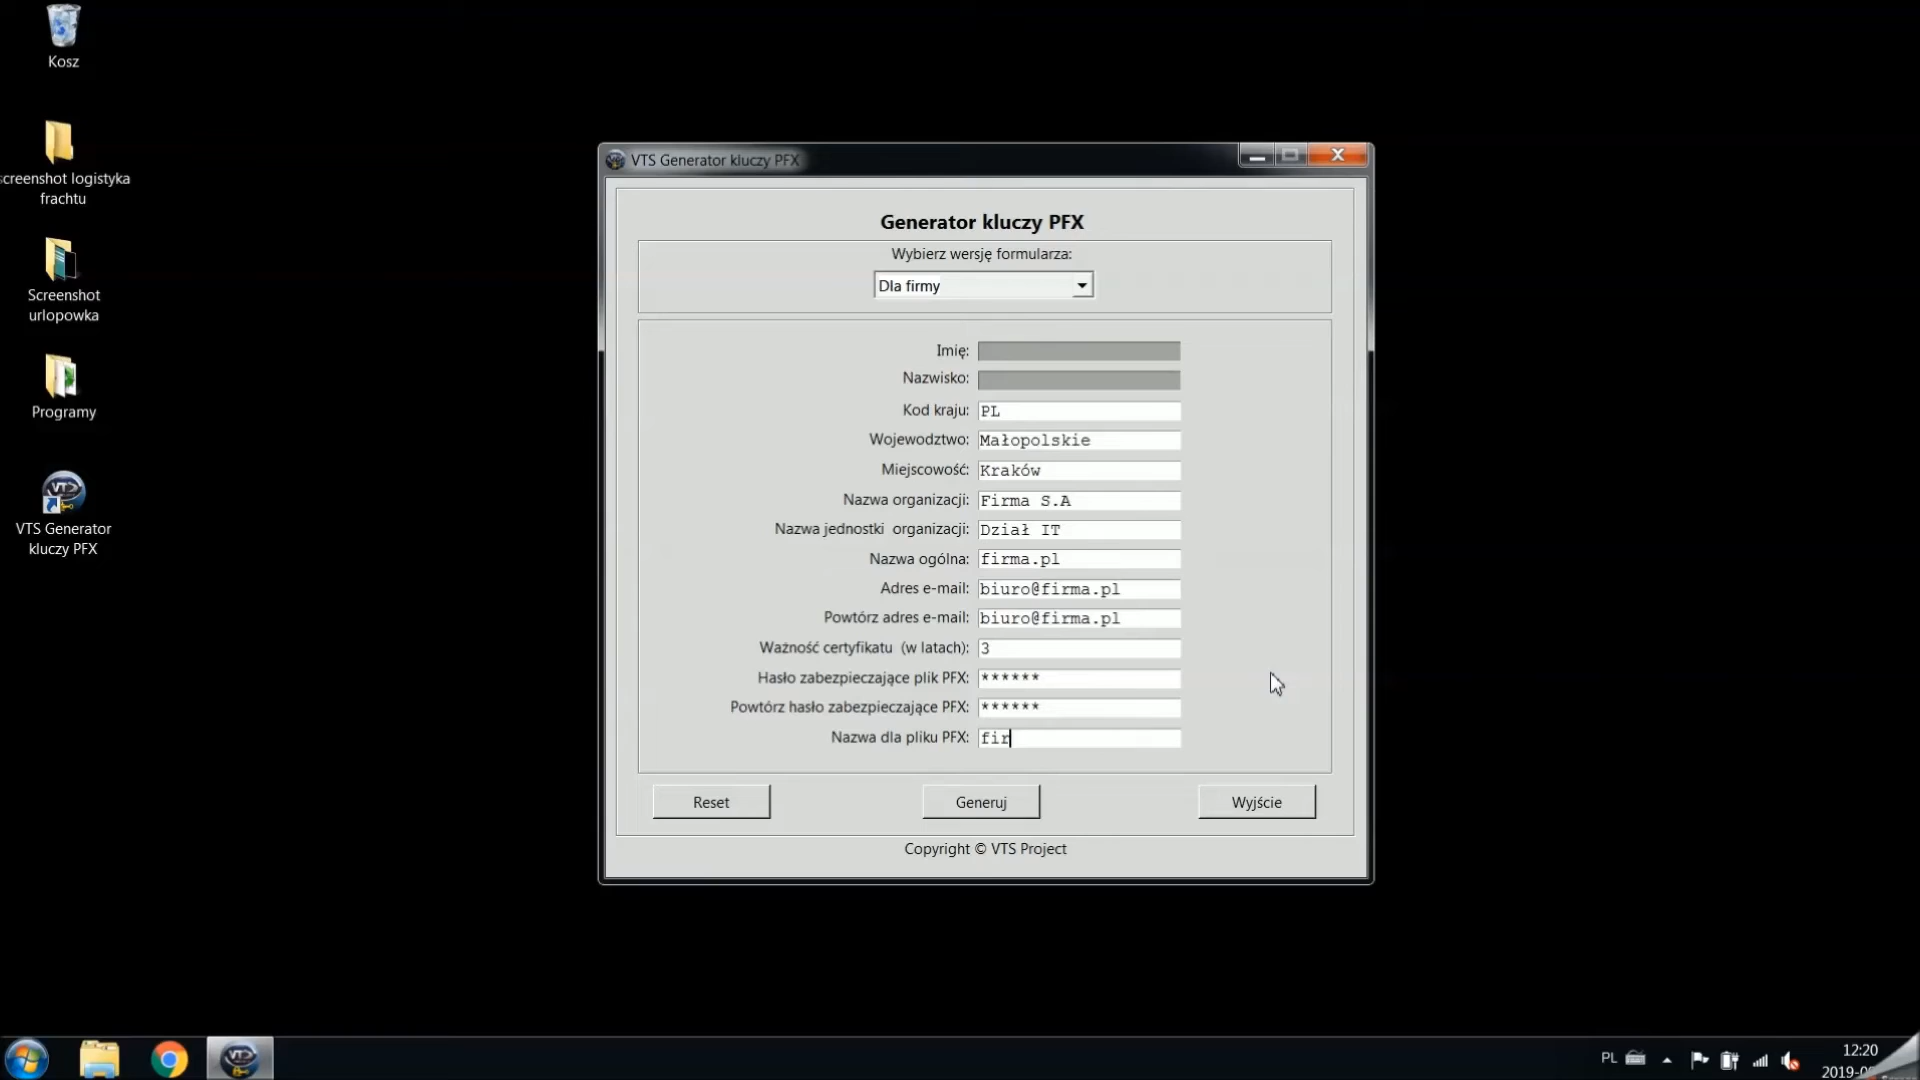 Kosz
screenshot logistyka
frachtu
Screenshot
urlopowka
Programy
VTS Generator
kluczy PFX
VTS Generator kluczy PFX
Generator kluczy PFX
Wybierz wersję formularza:
Dla firmy
Imię:
Nazwisko:
Kod kraju: PL
Wojewodztwo: Małopolskie
Miejscowość: Kraków
Nazwa organizacji: Firma S.A
Nazwa jednostki organizacji: Dział IT
Nazwa ogólna: firma.pl
Adres e-mail: biuro@firma.pl
Powtórz adres e-mail: biuro@firma.pl
Ważność certyfikatu (w latach): 3
Hasło zabezpieczające plik PFX: ******
Powtórz hasło zabezpieczające PFX: ******
Nazwa dla pliku PFX: fir
Reset Generuj Wyjście
Copyright © VTS Project
PL
12:20